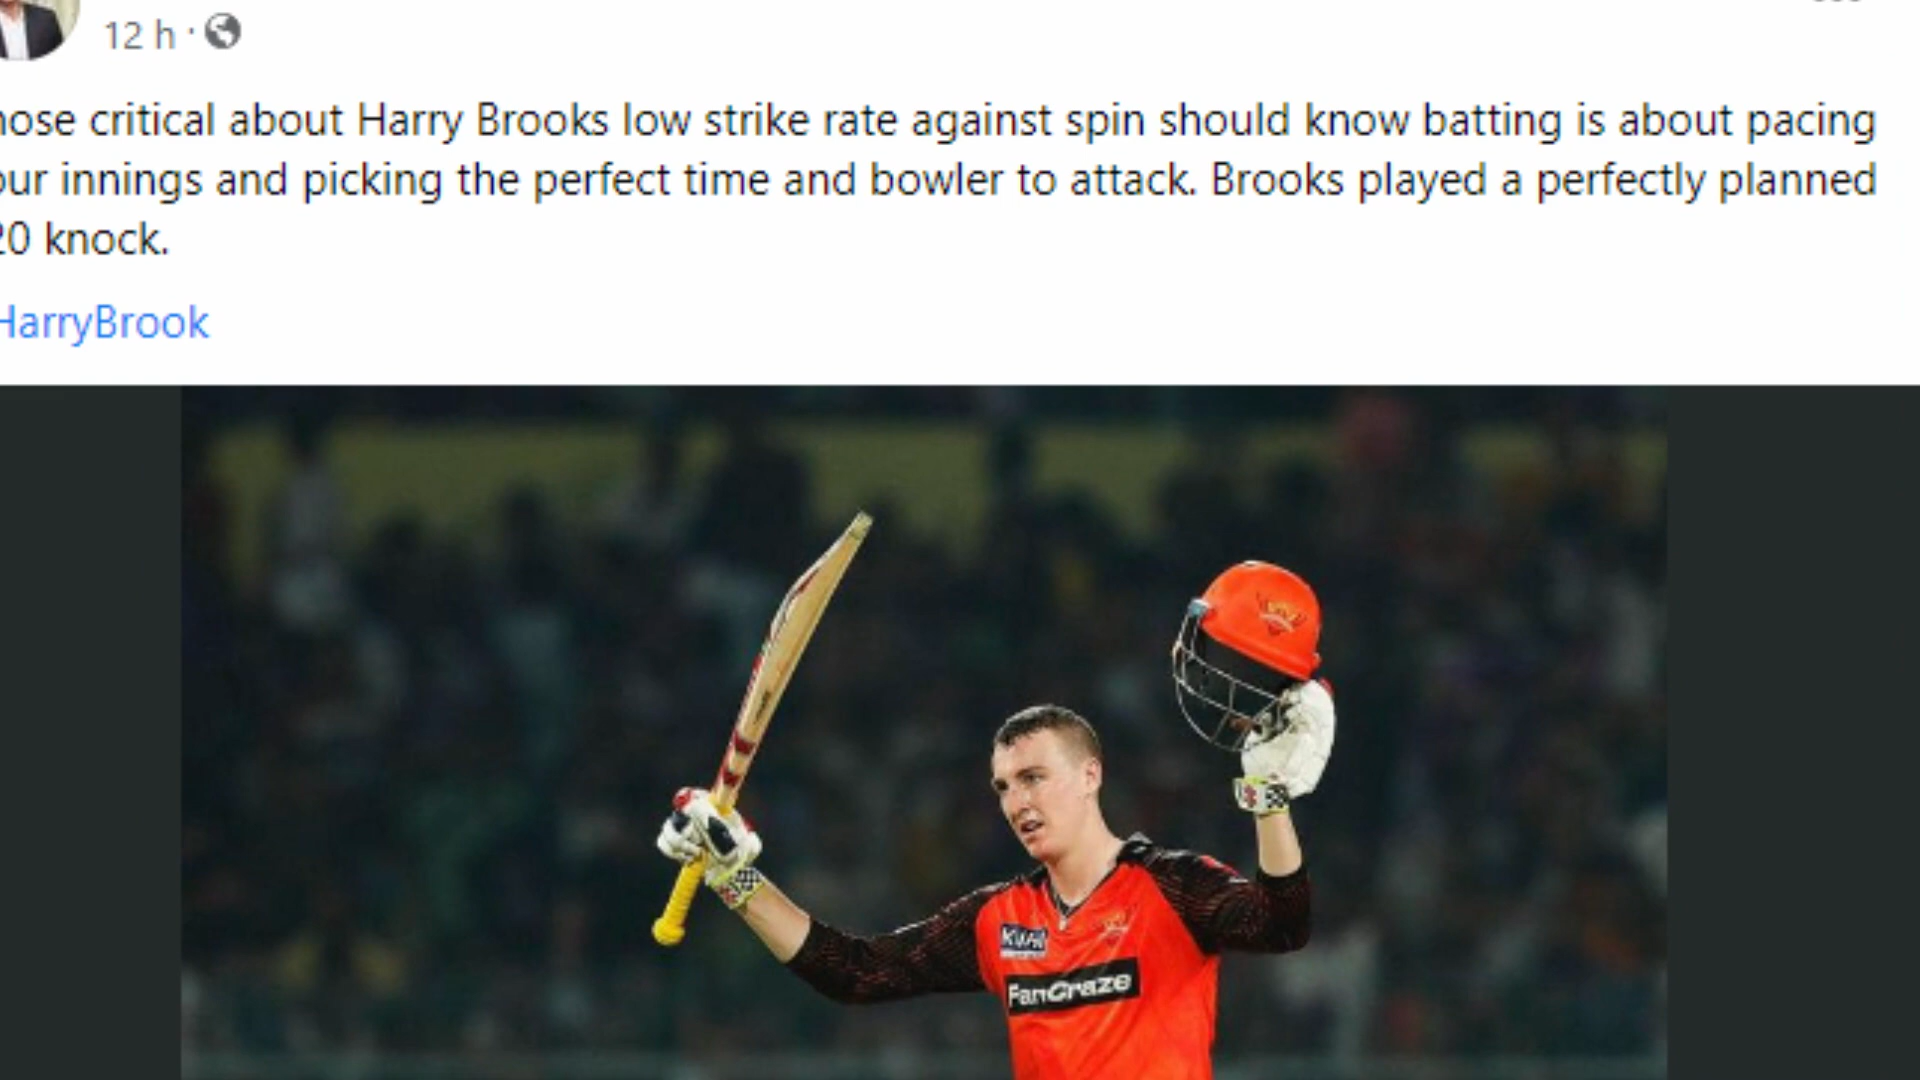 12 h ·
hose critical about Harry Brooks low strike rate against spin should know batting is about pacing
our innings and picking the perfect time and bowler to attack. Brooks played a perfectly planned
20 knock.
HarryBrook
FanCraze